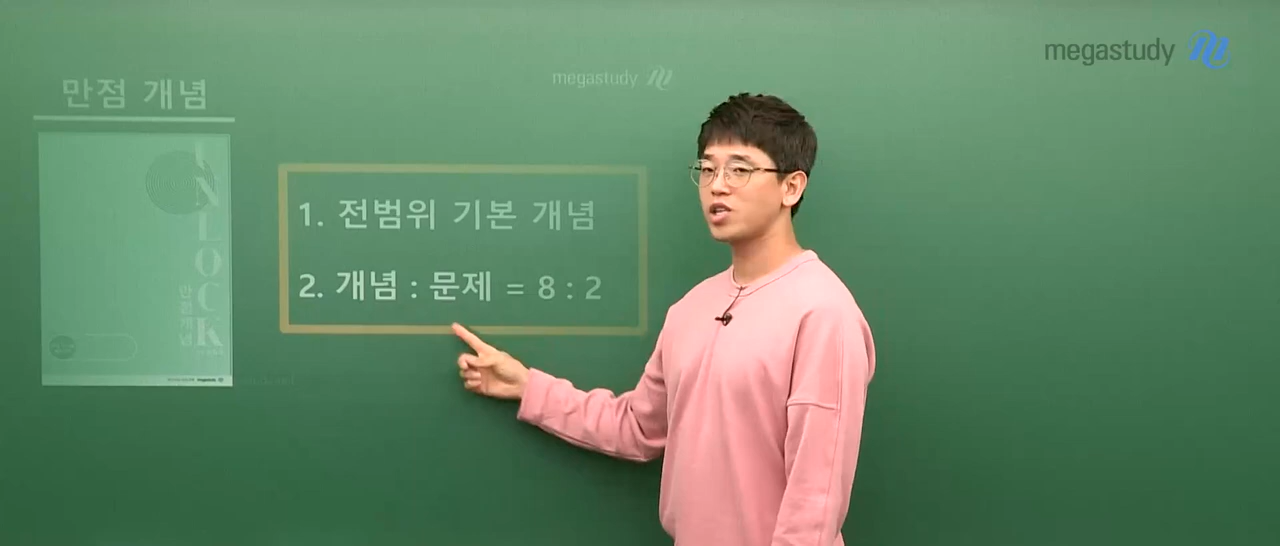 megastudy
megastudy
만점 개념
1. 전범위 기본 개념
2. 개념 : 문제 = 8 : 2
UNLOCK
만점개념
megastudy